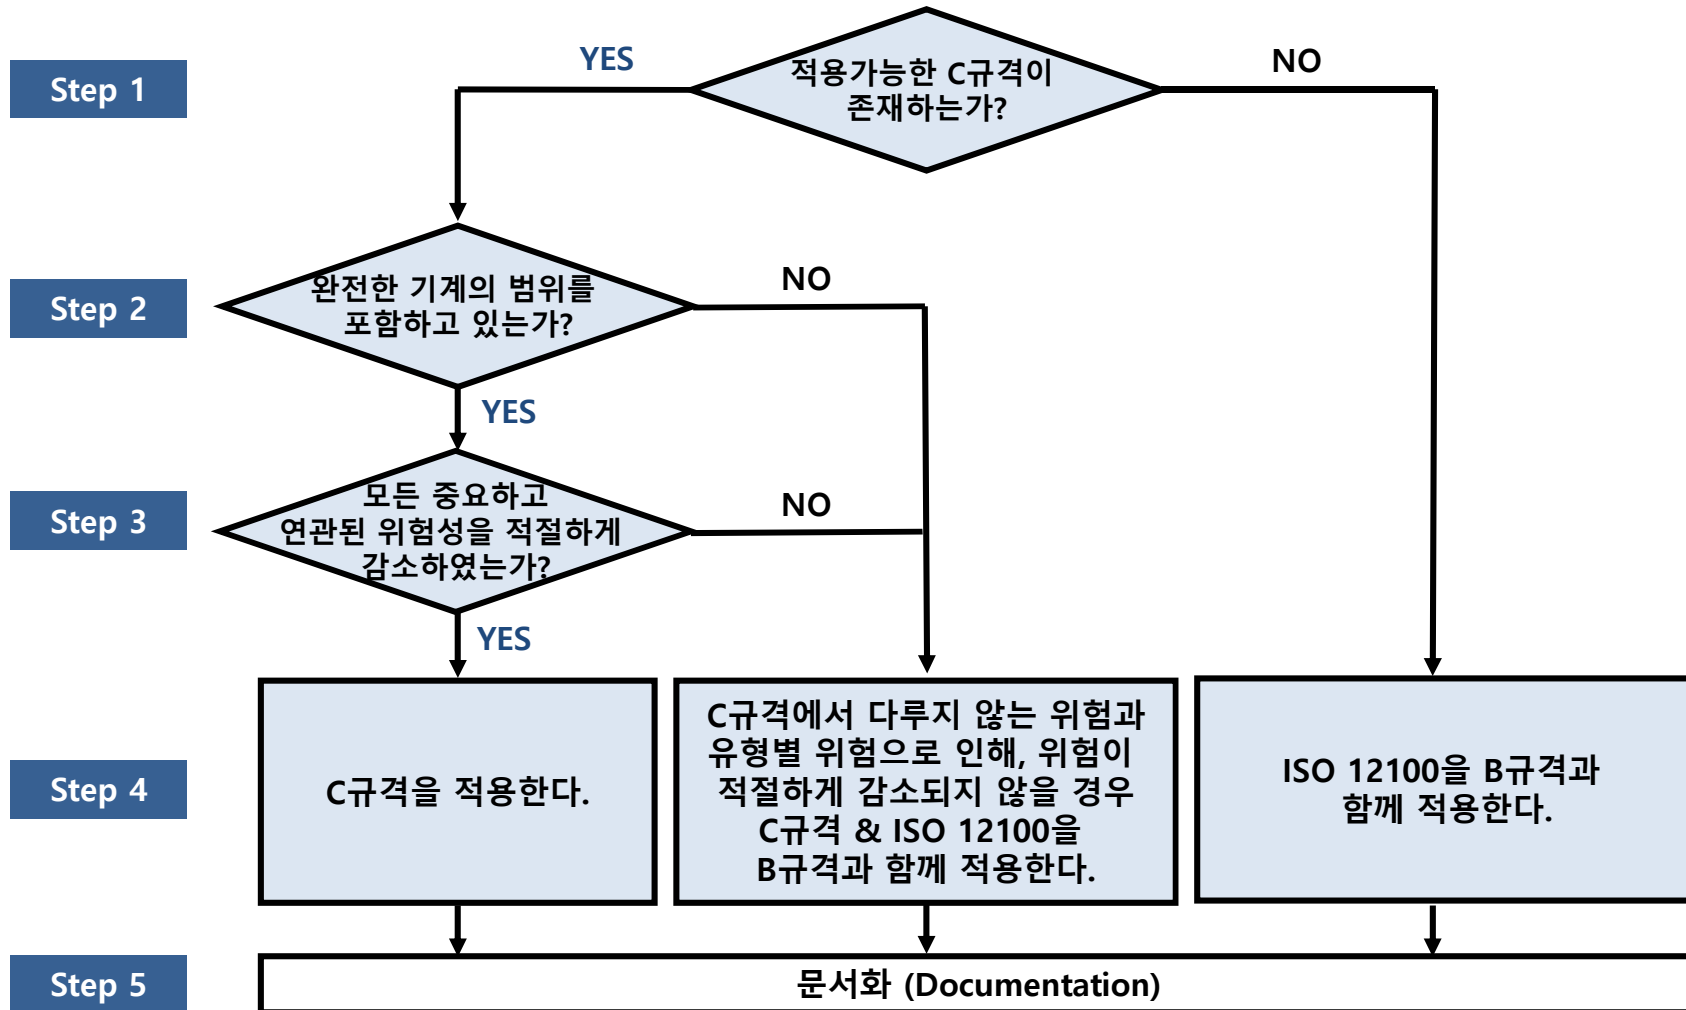 Step 1
YES
적용가능한 C규격이
존재하는가?
NO
Step 2
완전한 기계의 범위를
포함하고 있는가?
NO
YES
Step 3
모든 중요하고
연관된 위험성을 적절하게
감소하였는가?
NO
YES
Step 4
C규격을 적용한다.
C규격에서 다루지 않는 위험과
유형별 위험으로 인해, 위험이
적절하게 감소되지 않을 경우
C규격 & ISO 12100을
B규격과 함께 적용한다.
ISO 12100을 B규격과
함께 적용한다.
Step 5
문서화 (Documentation)